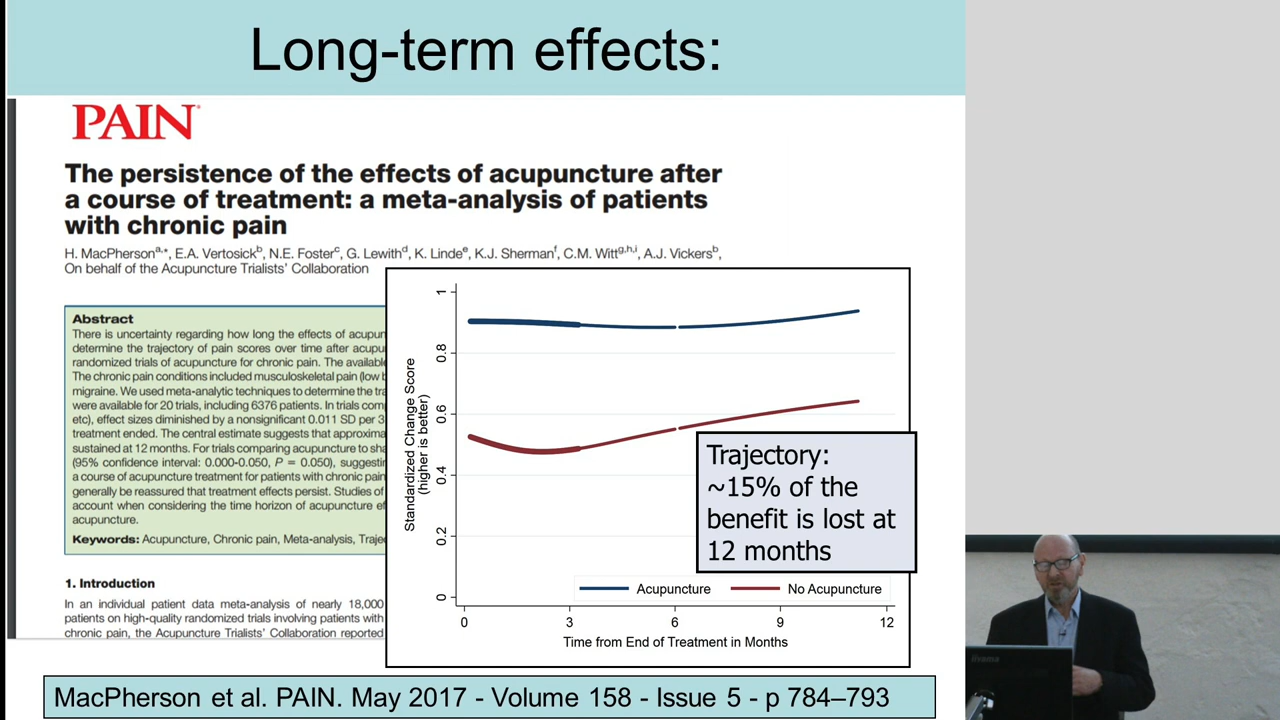 Long-term effects:
PAIN
The persistence of the effects of acupuncture after
a course of treatment: a meta-analysis of patients
with chronic pain
H. MacPhersona,*, E.A. Vertosickb, N.E. Fosterc, G. Lewithd, K. Lindee, K.J. Shermanf, C.M. Wittg,h,i, A.J. Vickersb,
On behalf of the Acupuncture Trialists' Collaboration
Abstract
There is uncertainty regarding how long the effects of acupun
determine the trajectory of pain scores over time after acupu
randomized trials of acupuncture for chronic pain. The available
The chronic pain conditions included musculoskeletal pain (low b
migraine. We used meta-analytic techniques to determine the tra
were available for 20 trials, including 6376 patients. In trials com
etc), effect sizes diminished by a nonsignificant 0.011 SD per 3
treatment ended. The central estimate suggests that approxima
sustained at 12 months. For trials comparing acupuncture to sha
(95% confidence interval: 0.000-0.050, P = 0.050), suggestin
a course of acupuncture treatment for patients with chronic pain
generally be reassured that treatment effects persist. Studies of
account when considering the time horizon of acupuncture ef
acupuncture.
Keywords: Acupuncture, Chronic pain, Meta-analysis, Traje
1. Introduction
In an individual patient data meta-analysis of nearly 18,000
patients on high-quality randomized trials involving patients with
chronic pain, the Acupuncture Trialists' Collaboration reported
Standardized Change Score
(higher is better)
1
0.8
0.6
0.4
0.2
0
Trajectory:
~15% of the
benefit is lost at
12 months
Acupuncture
No Acupuncture
0 3 6 9 12
Time from End of Treatment in Months
MacPherson et al. PAIN. May 2017 - Volume 158 - Issue 5 - p 784–793
iiyama